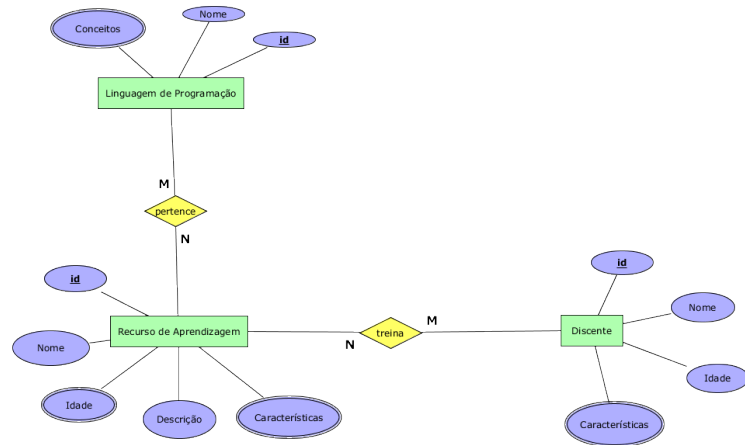 Nome
Conceitos
id
Linguagem de Programação
M
pertence
N
id
id
Nome
Recurso de Aprendizagem
treina
M
N
Discente
Nome
Idade
Idade
Descrição
Características
Características